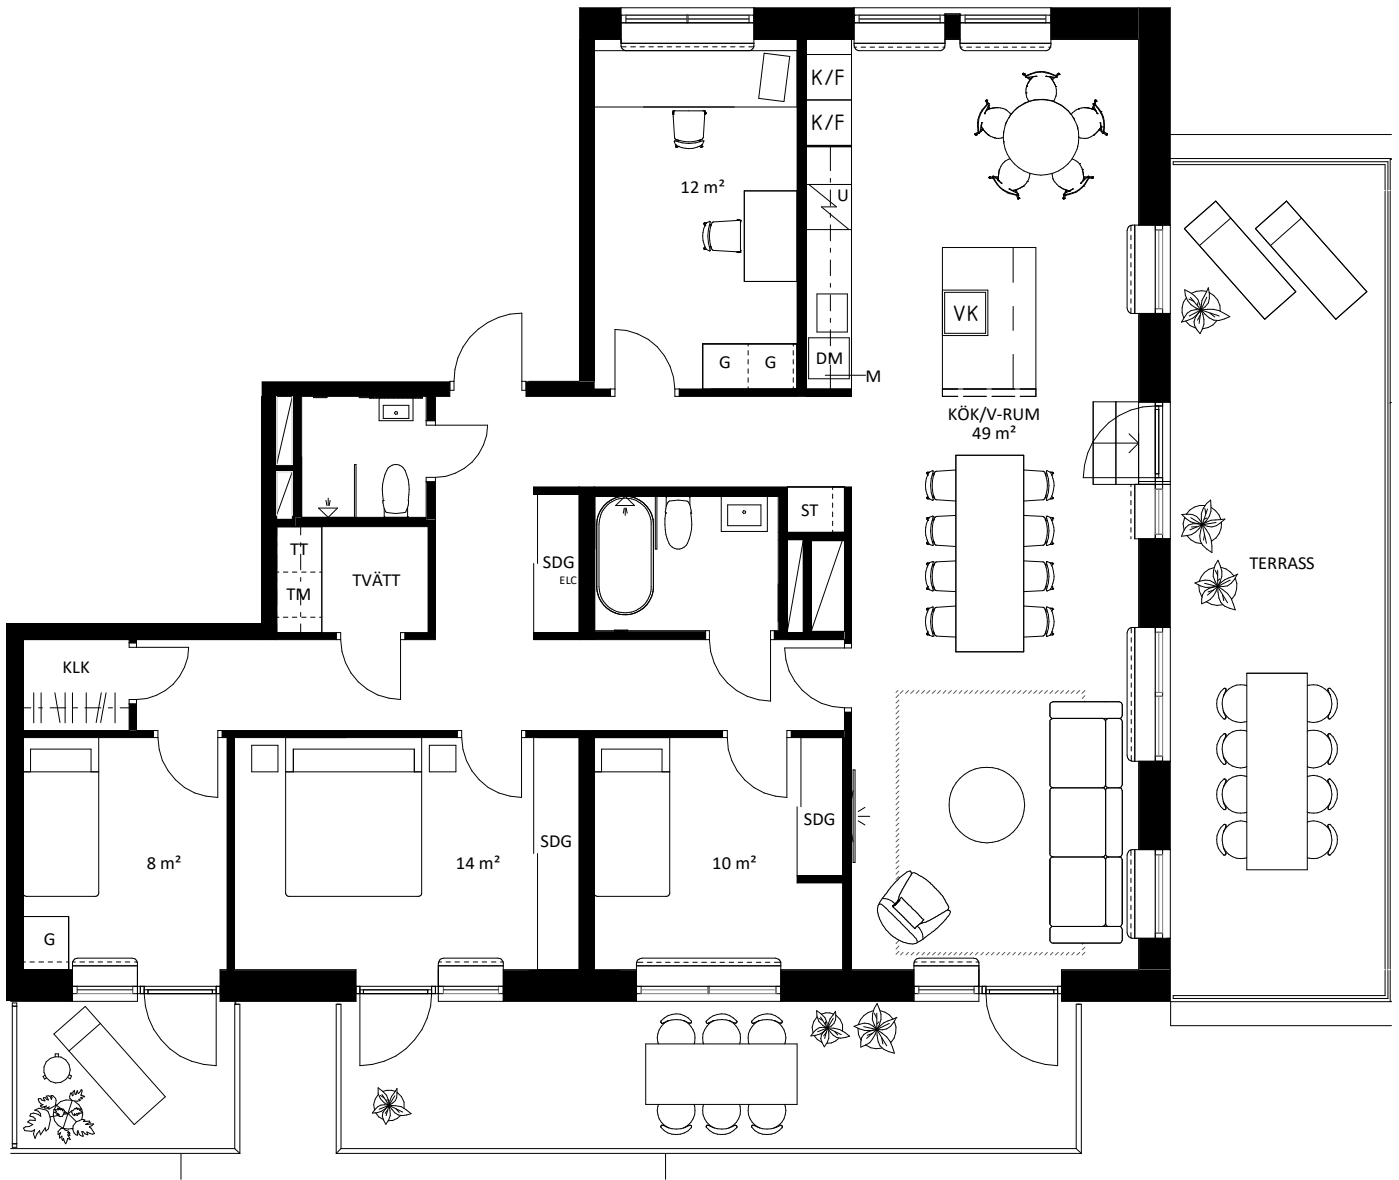 K/F
K/F
12 m²
U
VK
G G
DM
M
KÖK/V-RUM
49 m²
ST
TT
SDG
ELC
TERRASS
TVÄTT
TM
KLK
SDG
SDG
8 m²
14 m²
10 m²
G